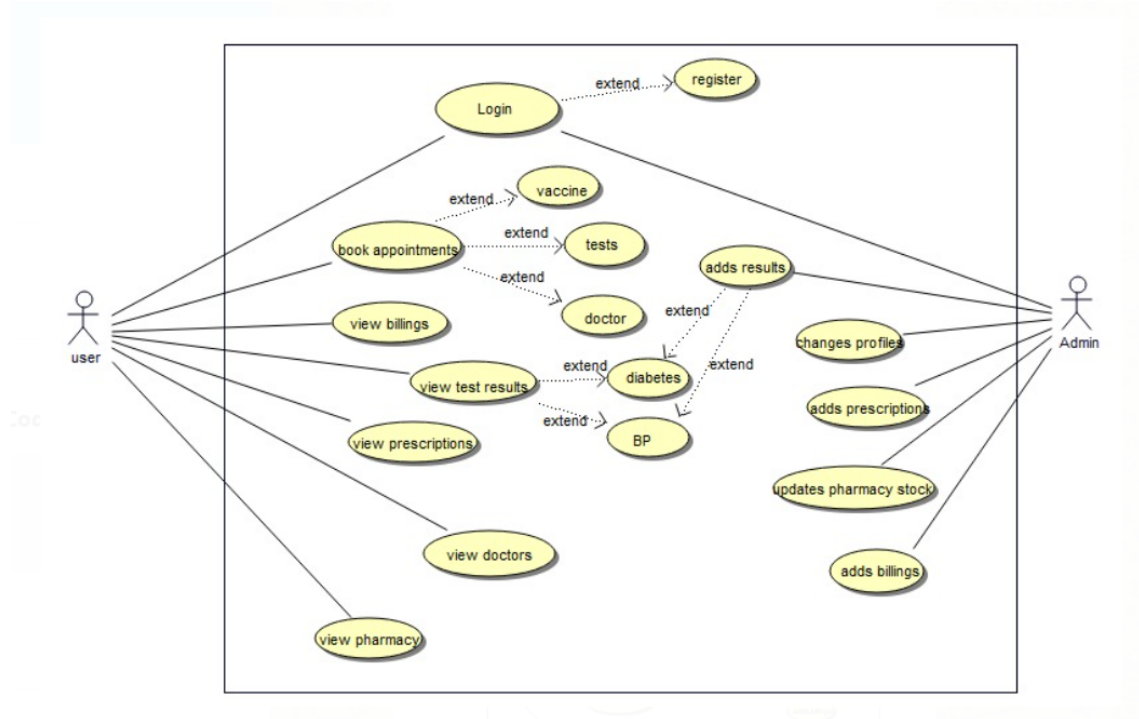 register
extend
Login
vaccine
extend
extend
tests
book appointments
adds results
extend
doctor
extend
view billings
user
changes profiles
Admin
extend
extend
diabetes
view test results
adds prescriptions
extend
BP
view prescriptions
updates pharmacy stock
view doctors
adds billings
view pharmacy